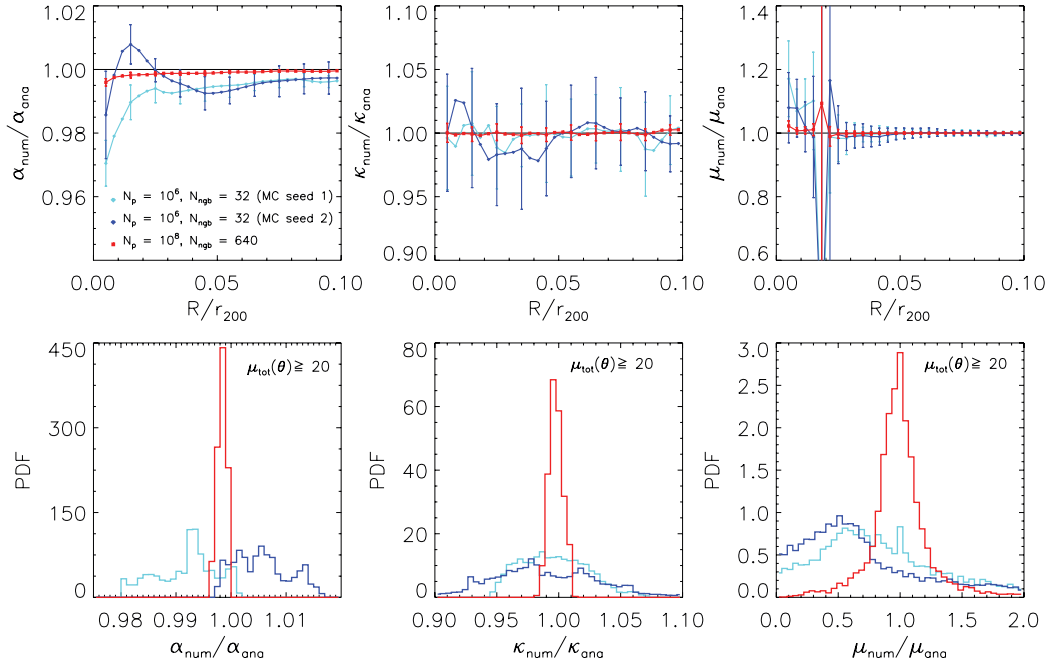 1.02
1.00
0.98
0.96
α_num/α_ana
N_p = 10^6, N_ngb = 32 (MC seed 1)
N_p = 10^6, N_ngb = 32 (MC seed 2)
N_p = 10^8, N_ngb = 640
0.00 0.05 0.10
R/r_200
1.10
1.05
1.00
0.95
0.90
κ_num/κ_ana
0.00 0.05 0.10
R/r_200
1.4
1.2
1.0
0.8
0.6
μ_num/μ_ana
0.00 0.05 0.10
R/r_200
450
300
150
0
PDF
μ_tot(θ)≧ 20
0.98 0.99 1.00 1.01
α_num/α_ana
80
60
40
20
0
PDF
μ_tot(θ)≧ 20
0.90 0.95 1.00 1.05 1.10
κ_num/κ_ana
3.0
2.5
2.0
1.5
1.0
0.5
0.0
PDF
μ_tot(θ)≧ 20
0.0 0.5 1.0 1.5 2.0
μ_num/μ_ana